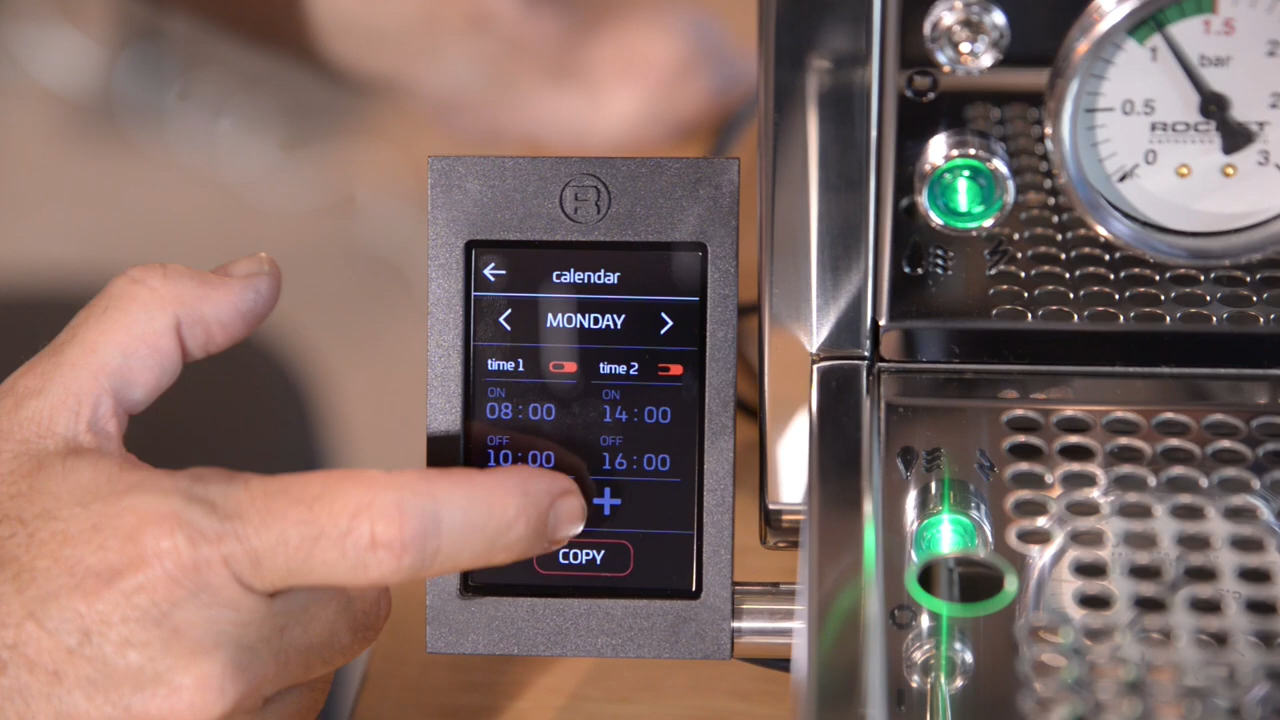 R
calendar
< MONDAY >
time 1 time 2
ON ON
08:00 14:00
OFF OFF
10:00 16:00
+
COPY
1.5
1
bar
0.5
ROCKET
0